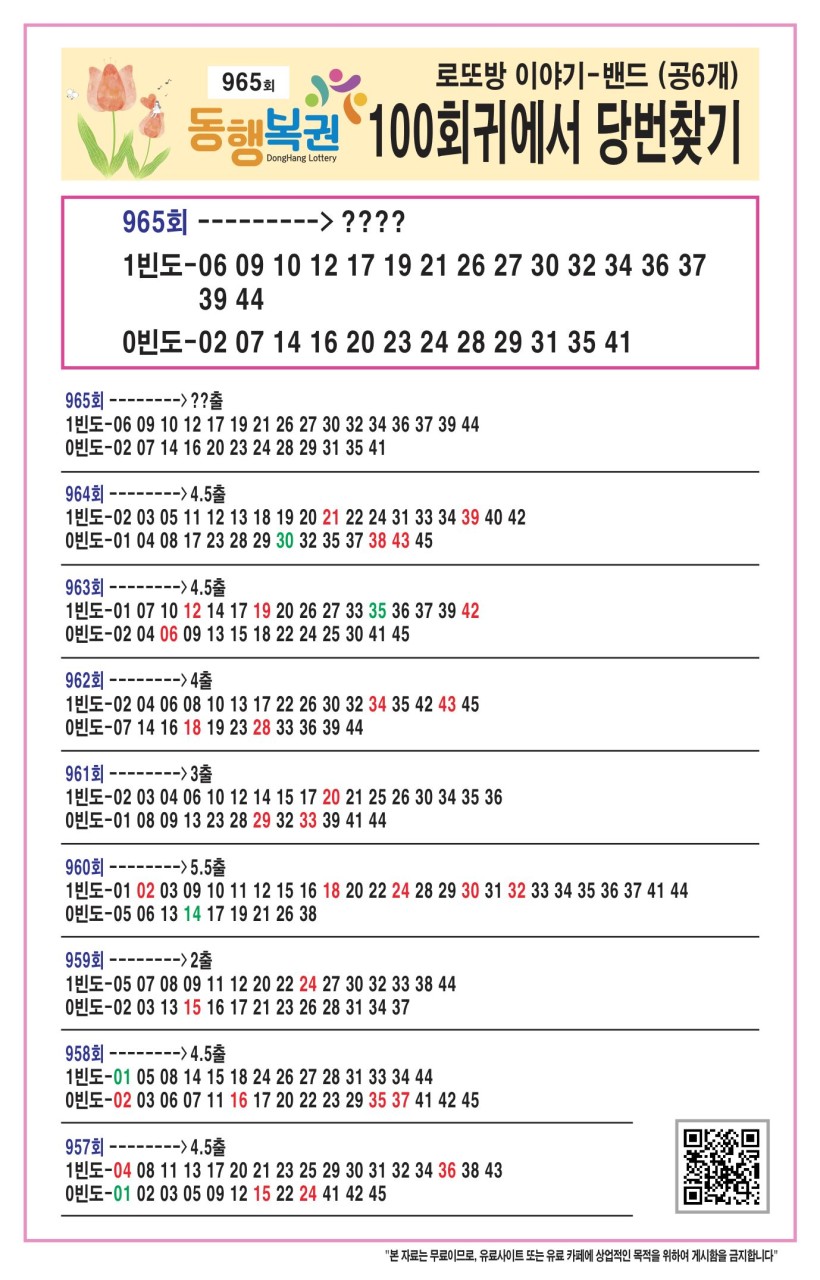 965회
로또방 이야기-밴드 (공6개)
동행복권
DongHang Lottery
100회귀에서 당번찾기
965회 ---------> ????
1빈도-06 09 10 12 17 19 21 26 27 30 32 34 36 37
39 44
0빈도-02 07 14 16 20 23 24 28 29 31 35 41
965회 -------->??출
1빈도-06 09 10 12 17 19 21 26 27 30 32 34 36 37 39 44
0빈도-02 07 14 16 20 23 24 28 29 31 35 41
964회 -------->4.5출
1빈도-02 03 05 11 12 13 18 19 20 21 22 24 31 33 34 39 40 42
0빈도-01 04 08 17 23 28 29 30 32 35 37 38 43 45
963회 -------->4.5출
1빈도-01 07 10 12 14 17 19 20 26 27 33 35 36 37 39 42
0빈도-02 04 06 09 13 15 18 22 24 25 30 41 45
962회 -------->4출
1빈도-02 04 06 08 10 13 17 22 26 30 32 34 35 42 43 45
0빈도-07 14 16 18 19 23 28 33 36 39 44
961회 -------->3출
1빈도-02 03 04 06 10 12 14 15 17 20 21 25 26 30 34 35 36
0빈도-01 08 09 13 23 28 29 32 33 39 41 44
960회 -------->5.5출
1빈도-01 02 03 09 10 11 12 15 16 18 20 22 24 28 29 30 31 32 33 34 35 36 37 41 44
0빈도-05 06 13 14 17 19 21 26 38
959회 -------->2출
1빈도-05 07 08 09 11 12 20 22 24 27 30 32 33 38 44
0빈도-02 03 13 15 16 17 21 23 26 28 31 34 37
958회 -------->4.5출
1빈도-01 05 08 14 15 18 24 26 27 28 31 33 34 44
0빈도-02 03 06 07 11 16 17 20 22 23 29 35 37 41 42 45
957회 -------->4.5출
1빈도-04 08 11 13 17 20 21 23 25 29 30 31 32 34 36 38 43
0빈도-01 02 03 05 09 12 15 22 24 41 42 45
"본 자료는 무료이므로, 유료사이트 또는 유료 카페에 상업적인 목적을 위하여 게시함을 금지합니다"